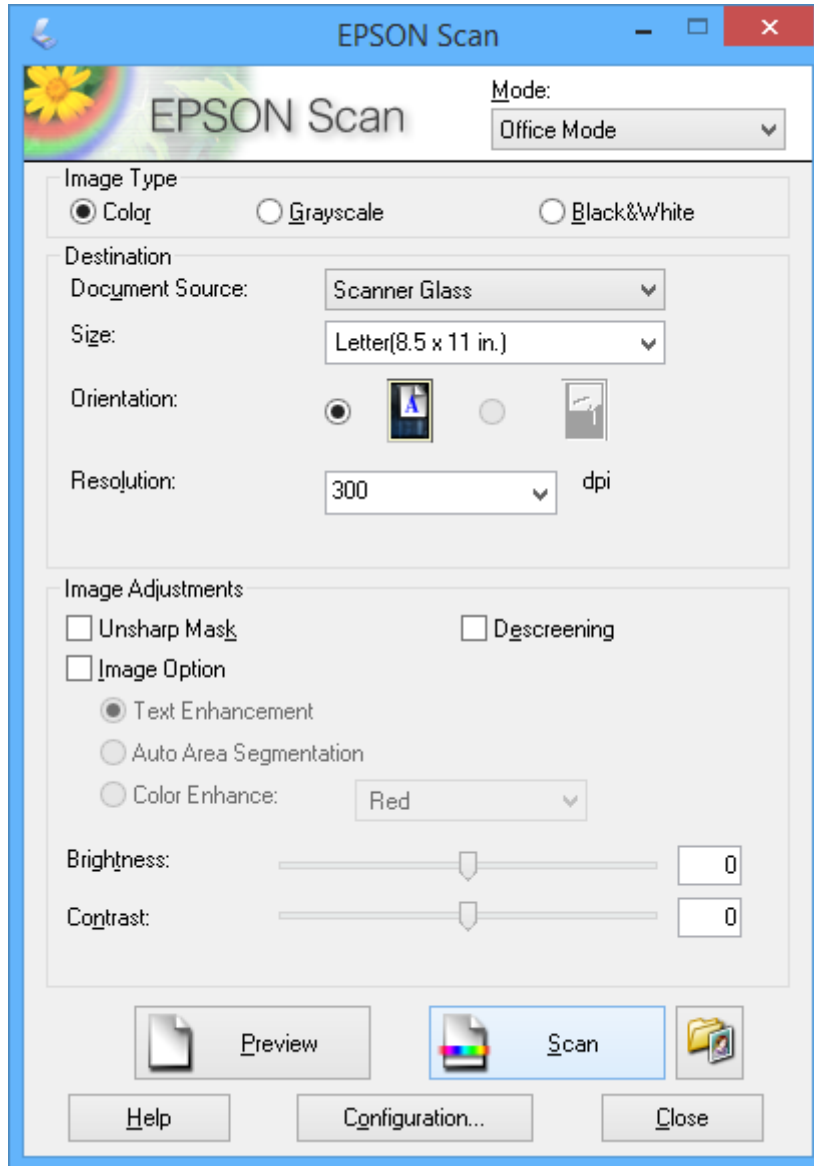 EPSON Scan
EPSON Scan
Mode:
Office Mode
Image Type
Color Grayscale Black&White
Destination
Document Source: Scanner Glass
Size: Letter(8.5 x 11 in.)
Orientation: A
Resolution: 300 dpi
Image Adjustments
Unsharp Mask Descreening
Image Option
Text Enhancement
Auto Area Segmentation
Color Enhance: Red
Brightness: 0
Contrast: 0
Preview Scan
Help Configuration... Close